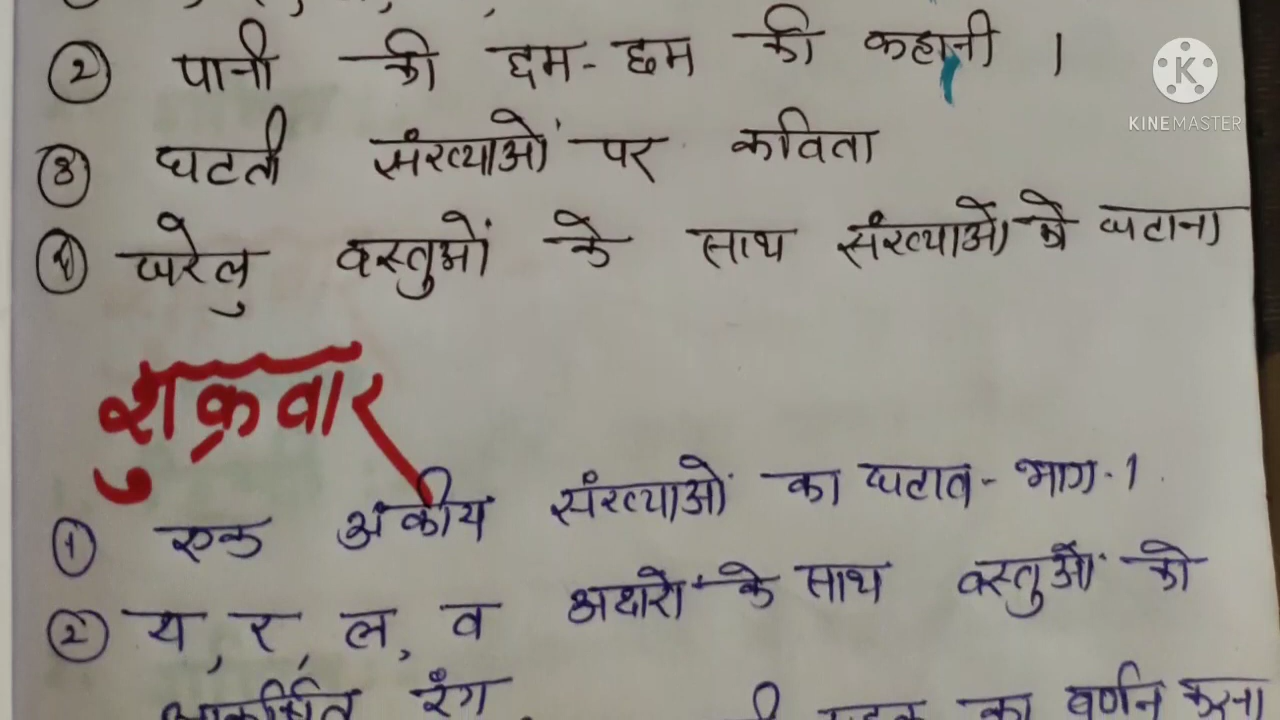 ② पानी की छम-छम की कहानी ।
KINEMASTER
③ घटती संख्याओं पर कविता
④ घरेलु वस्तुओं के साथ संख्याओं को घटाना
शुक्रवार
① एक अंकीय संख्याओं का घटाव - भाग-1
② य, र, ल, व अक्षरों के साथ वस्तुओं को
रंग का वर्णन करना